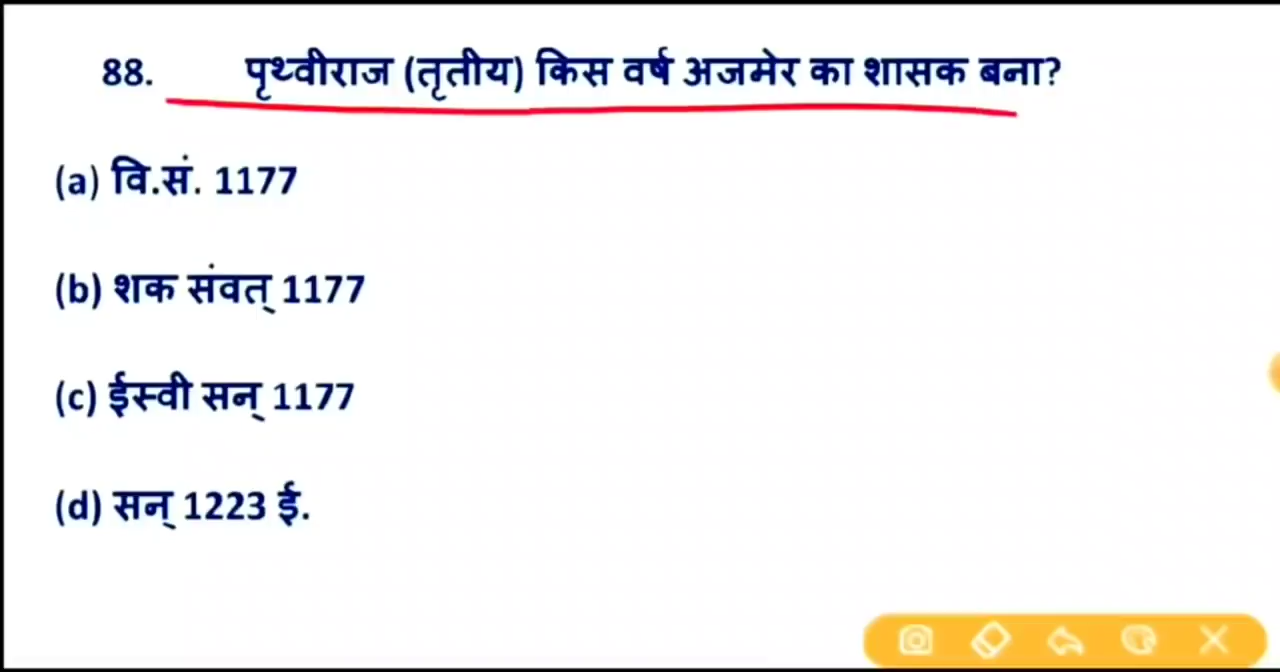 88. पृथ्वीराज (तृतीय) किस वर्ष अजमेर का शासक बना?
(a) वि.सं. 1177
(b) शक संवत् 1177
(c) ईस्वी सन् 1177
(d) सन् 1223 ई.